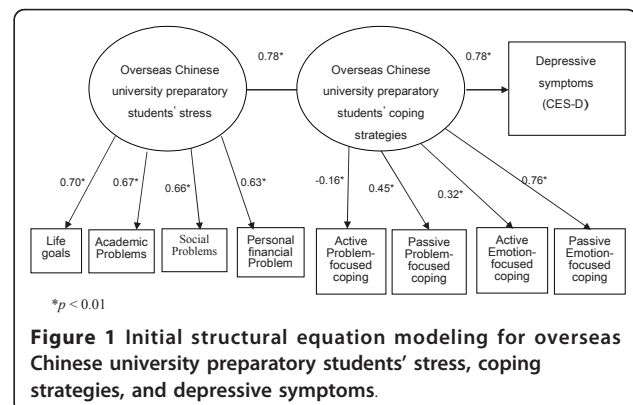 0.78*
0.78*
Overseas Chinese
university preparatory
students' stress
Overseas Chinese
university preparatory
students' coping
strategies
Depressive
symptoms
(CES-D)
0.70*
0.67*
0.66*
0.63*
-0.16*
0.45*
0.32*
0.76*
Life
goals
Academic
Problems
Social
Problems
Personal
financial
Problem
Active
Problem-
focused
coping
Passive
Problem-
focused
coping
Active
Emotion-
focused
coping
Passive
Emotion-
focused
coping
*p < 0.01
Figure 1 Initial structural equation modeling for overseas
Chinese university preparatory students' stress, coping
strategies, and depressive symptoms.